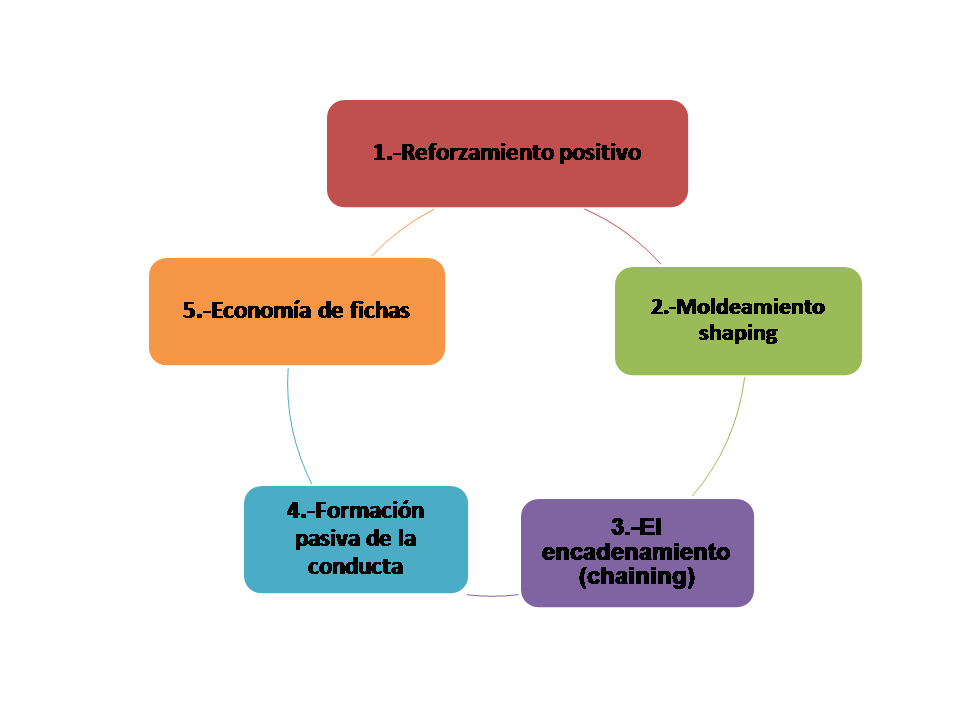 1.-Reforzamiento positivo
2.-Moldeamiento
shaping
3.-El
encadenamiento
(chaining)
4.-Formación
pasiva de la
conducta
5.-Economía de fichas